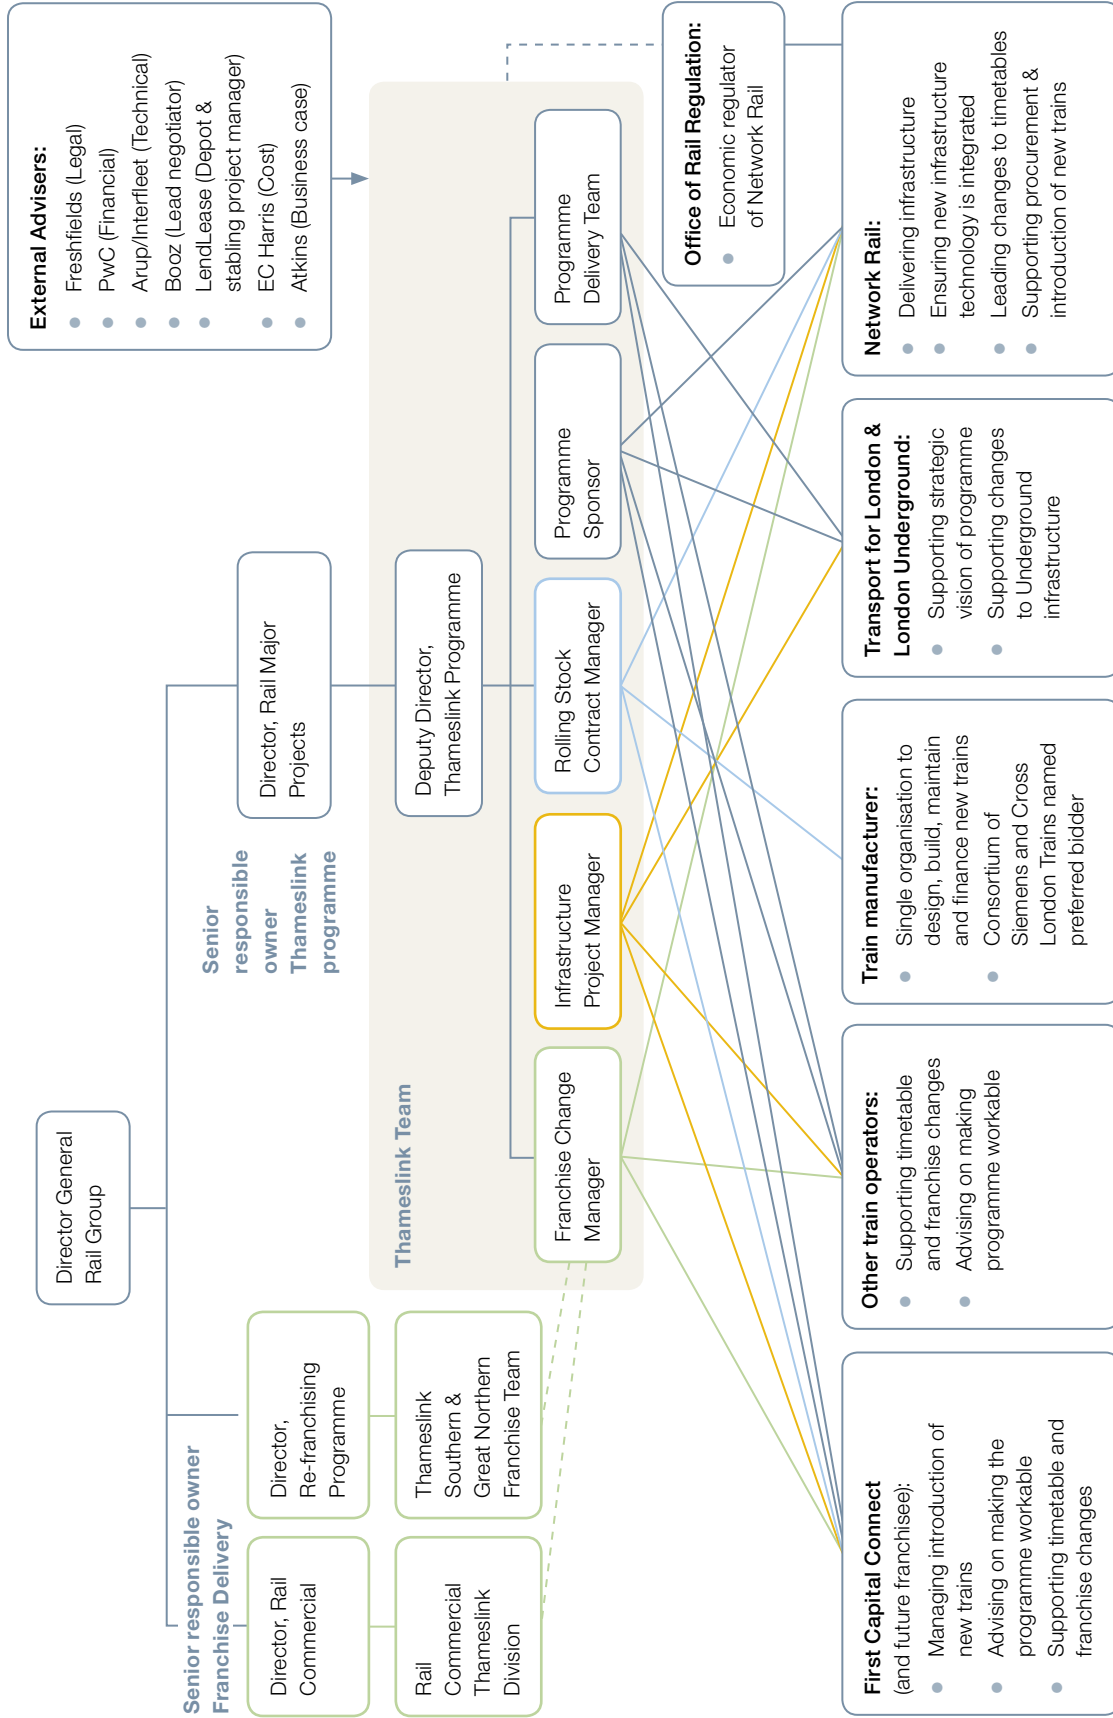 Director General
Rail Group
External Advisers:
Freshfields (Legal)
PwC (Financial)
Arup/Interfleet (Technical)
Booz (Lead negotiator)
LendLease (Depot &
stabling project manager)
EC Harris (Cost)
Atkins (Business case)
Senior responsible owner
Franchise Delivery
Senior
responsible
owner
Thameslink
programme
Director, Rail
Commercial
Director,
Re-franchising
Programme
Director, Rail Major
Projects
Rail
Commercial
Thameslink
Division
Thameslink
Southern &
Great Northern
Franchise Team
Thameslink Team
Deputy Director,
Thameslink Programme
Franchise Change
Manager
Infrastructure
Project Manager
Rolling Stock
Contract Manager
Programme
Sponsor
Programme
Delivery Team
Office of Rail Regulation:
Economic regulator
of Network Rail
First Capital Connect
(and future franchisee):
Managing introduction of
new trains
Advising on making the
programme workable
Supporting timetable and
franchise changes
Other train operators:
Supporting timetable
and franchise changes
Advising on making
programme workable
Train manufacturer:
Single organisation to
design, build, maintain
and finance new trains
Consortium of
Siemens and Cross
London Trains named
preferred bidder
Transport for London &
London Underground:
Supporting strategic
vision of programme
Supporting changes
to Underground
infrastructure
Network Rail:
Delivering infrastructure
Ensuring new infrastructure
technology is integrated
Leading changes to timetables
Supporting procurement &
introduction of new trains